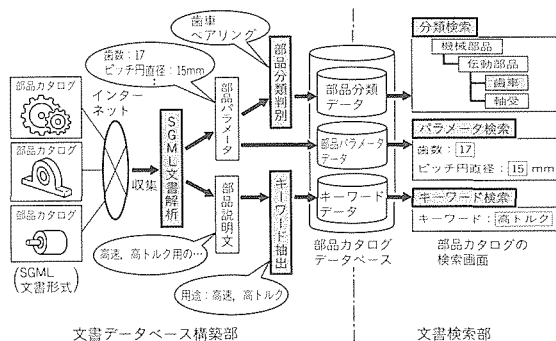 部品カタログ
部品カタログ
部品カタログ
(SGML
文書形式)
インター
ネット
収集
SGML文書解析
歯数：17
ピッチ円直径：15mm
部品パラメータ
部品説明文
高速，高トルク用の…
歯車
ベアリング
部品分類判別
キーワード抽出
用途：高速，高トルク
部品分類
データ
部品パラメータ
データ
キーワード
データ
部品カタログ
データベース
分類検索
機械部品
伝動部品
歯車
軸受
パラメータ検索
歯数：17
ピッチ円直径：15 mm
キーワード検索
キーワード：高トルク
部品カタログの
検索画面
文書データベース構築部
文書検索部